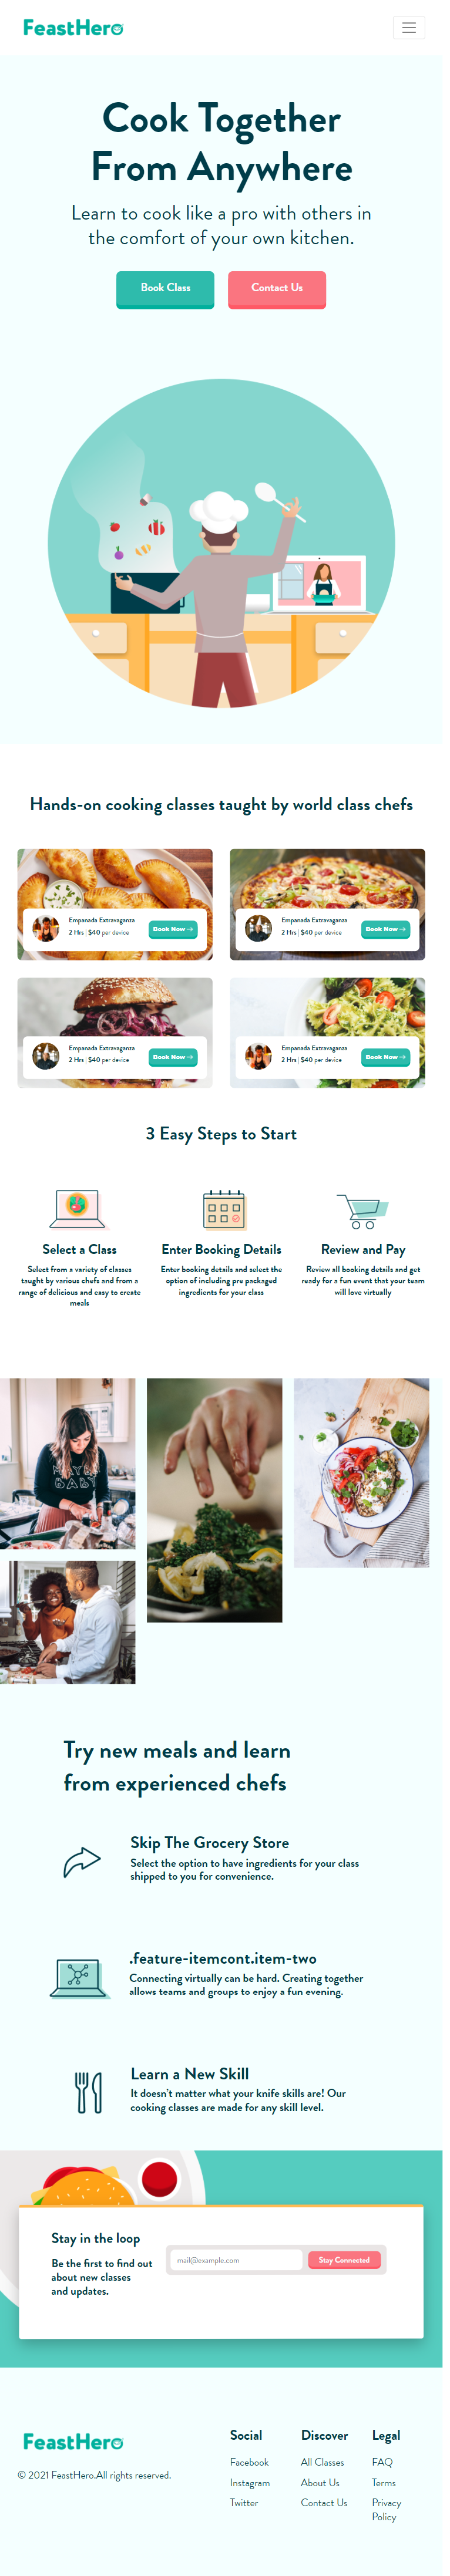 FeastHero
Cook Together
From Anywhere
Learn to cook like a pro with others in
the comfort of your own kitchen.
Book Class
Contact Us
Hands-on cooking classes taught by world class chefs
Empanada Extravaganza
2 Hrs | $40 per device
Book Now →
Empanada Extravaganza
2 Hrs | $40 per device
Book Now →
Empanada Extravaganza
2 Hrs | $40 per device
Book Now →
Empanada Extravaganza
2 Hrs | $40 per device
Book Now →
3 Easy Steps to Start
Select a Class
Select from a variety of classes
taught by various chefs and from a
range of delicious and easy to create
meals
Enter Booking Details
Enter booking details and select the
option of including pre packaged
ingredients for your class
Review and Pay
Review all booking details and get
ready for a fun event that your team
will love virtually
MAYBE
BABY
Try new meals and learn
from experienced chefs
Skip The Grocery Store
Select the option to have ingredients for your class
shipped to you for convenience.
.feature-itemcont.item-two
Connecting virtually can be hard. Creating together
allows teams and groups to enjoy a fun evening.
Learn a New Skill
It doesn't matter what your knife skills are! Our
cooking classes are made for any skill level.
Stay in the loop
Be the first to find out
about new classes
and updates.
mail@example.com
Stay Connected
FeastHero
© 2021 FeastHero.All rights reserved.
Social
Facebook
Instagram
Twitter
Discover
All Classes
About Us
Contact Us
Legal
FAQ
Terms
Privacy
Policy